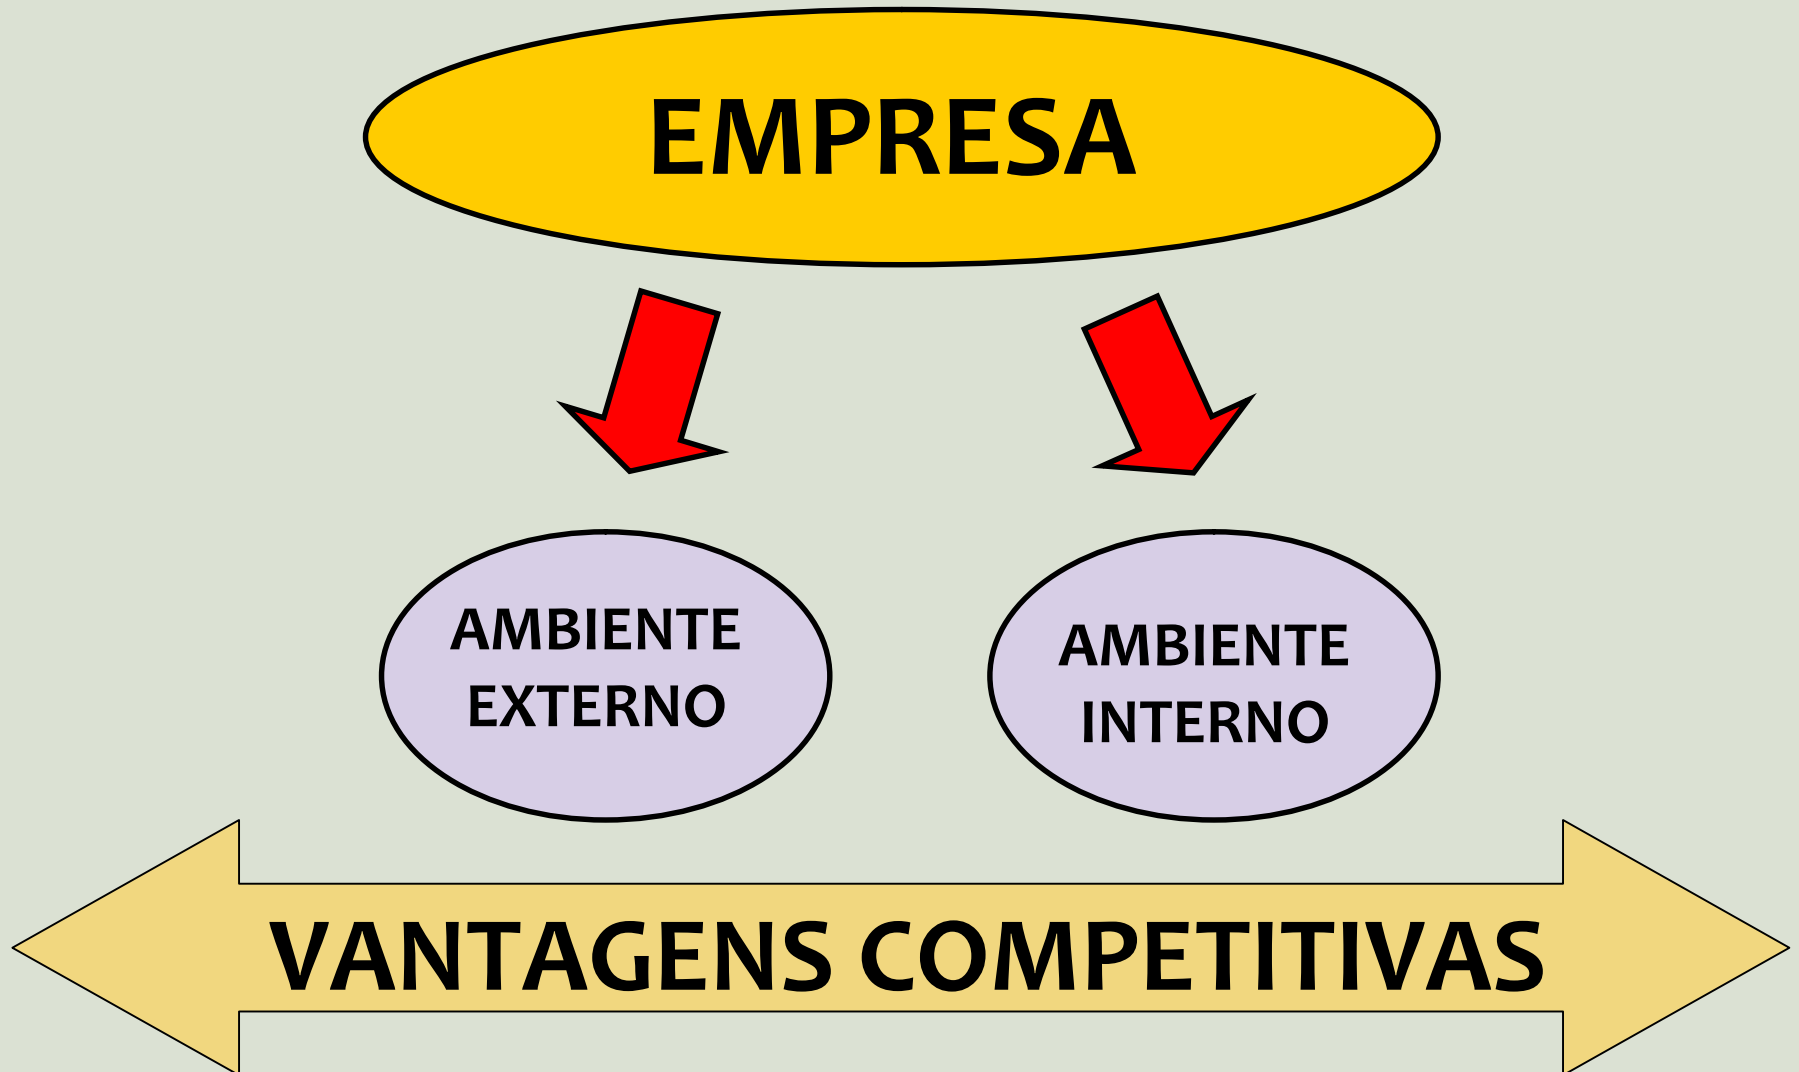 EMPRESA
AMBIENTE
EXTERNO
AMBIENTE
INTERNO
VANTAGENS COMPETITIVAS